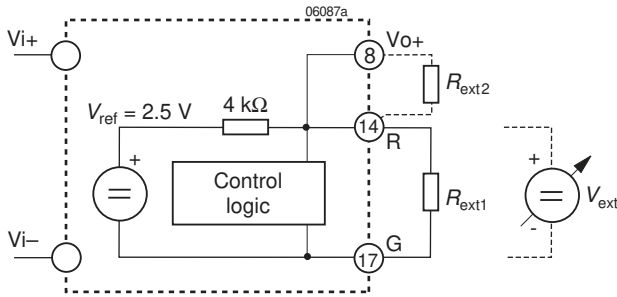 06087a
Vi+
8
Vo+
Rext2
Vref = 2.5 V
4 kΩ
14
R
+
Control
logic
Rext1
+
Vext
-
Vi–
17
G